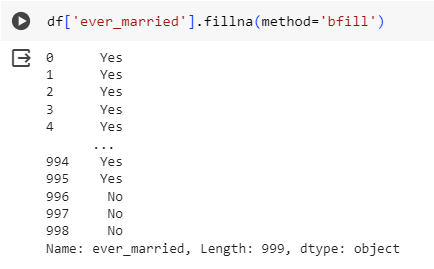 df['ever_married'].fillna(method='bfill')
0      Yes
1      Yes
2      Yes
3      Yes
4      Yes
      ...
994    Yes
995    Yes
996     No
997     No
998     No
Name: ever_married, Length: 999, dtype: object